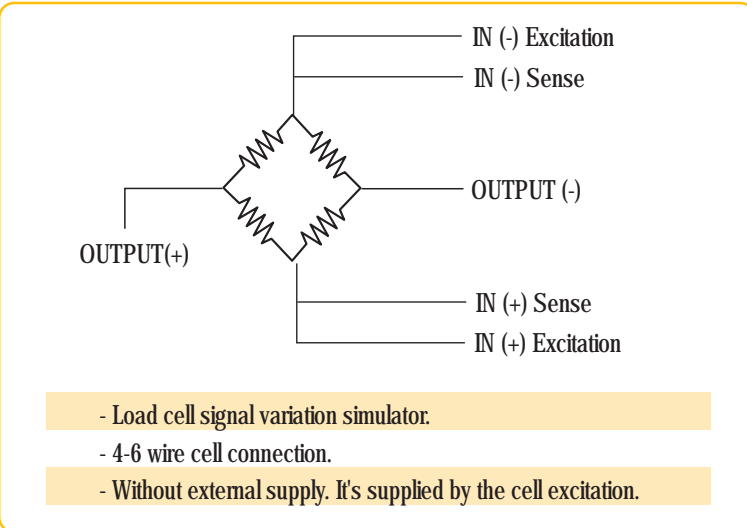 IN (-) Excitation
IN (-) Sense
OUTPUT (-)
OUTPUT(+)
IN (+) Sense
IN (+) Excitation
- Load cell signal variation simulator.
- 4-6 wire cell connection.
- Without external supply. It's supplied by the cell excitation.